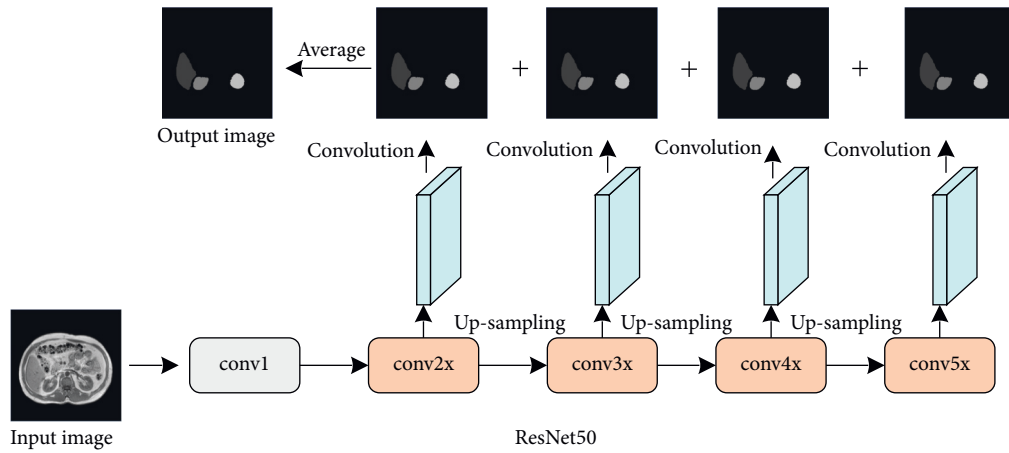 Average
+
+
+
Output image
Convolution
Convolution
Convolution
Convolution
Up-sampling
Up-sampling
Up-sampling
conv1
conv2x
conv3x
conv4x
conv5x
Input image
ResNet50